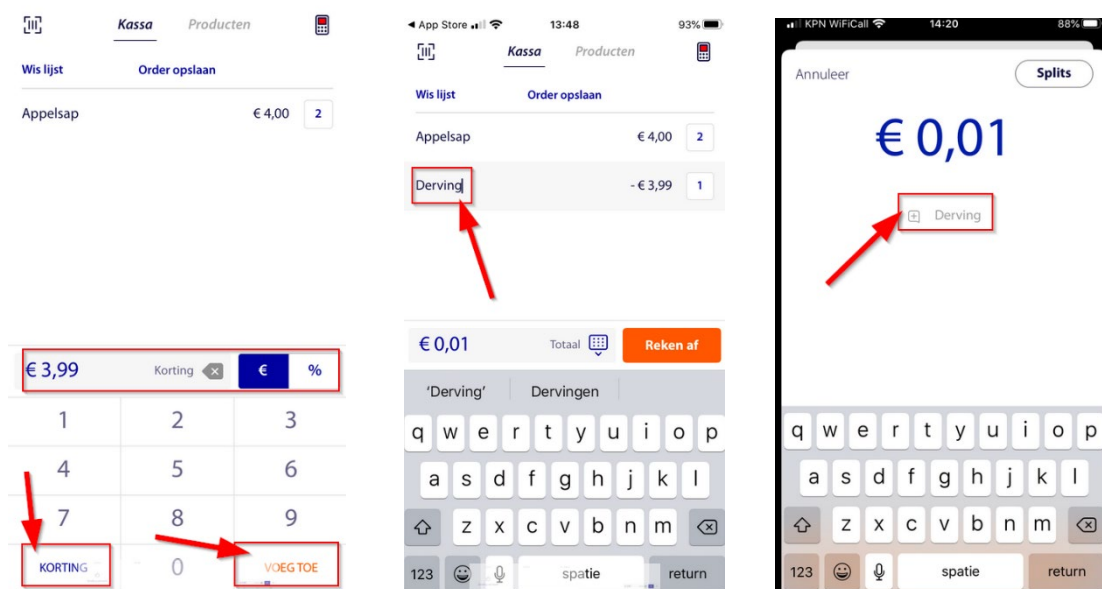 Kassa Producten
Wis lijst Order opslaan
Appelsap € 4,00 2
€ 3,99 Korting € %
1 2 3
4 5 6
7 8 9
KORTING 0 VOEG TOE
App Store 13:48 93%
Kassa Producten
Wis lijst Order opslaan
Appelsap € 4,00 2
Derving - € 3,99 1
€ 0,01 Totaal Reken af
'Derving' Dervingen
q w e r t y u i o p
a s d f g h j k l
z x c v b n m
123 spatie return
KPN WiFiCall 14:20 88%
Annuleer Splits
€ 0,01
Derving
q w e r t y u i o p
a s d f g h j k l
z x c v b n m
123 spatie return